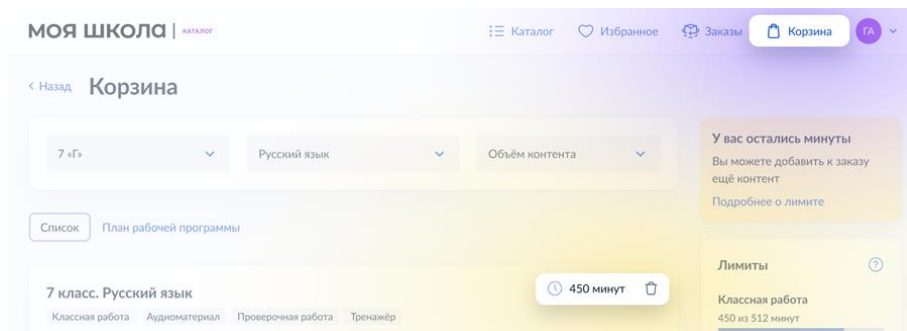 МОЯ ШКОЛА | КАТАЛОГ
Каталог Избранное Заказы Корзина ГА
‹ Назад Корзина
7 «Г» Русский язык Объём контента
У вас остались минуты
Вы можете добавить к заказу
ещё контент
Подробнее о лимите
Список План рабочей программы
7 класс. Русский язык
450 минут
Классная работа Аудиоматериал Проверочная работа Тренажёр
Лимиты ?
Классная работа
450 из 512 минут